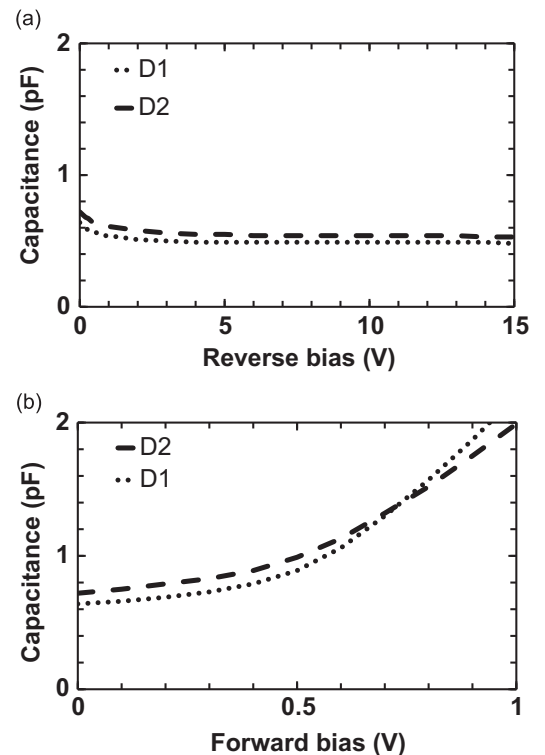 (a)
2
1
0
Capacitance (pF)
D1
D2
0 5 10 15
Reverse bias (V)
(b)
2
1
0
Capacitance (pF)
D2
D1
0 0.5 1
Forward bias (V)